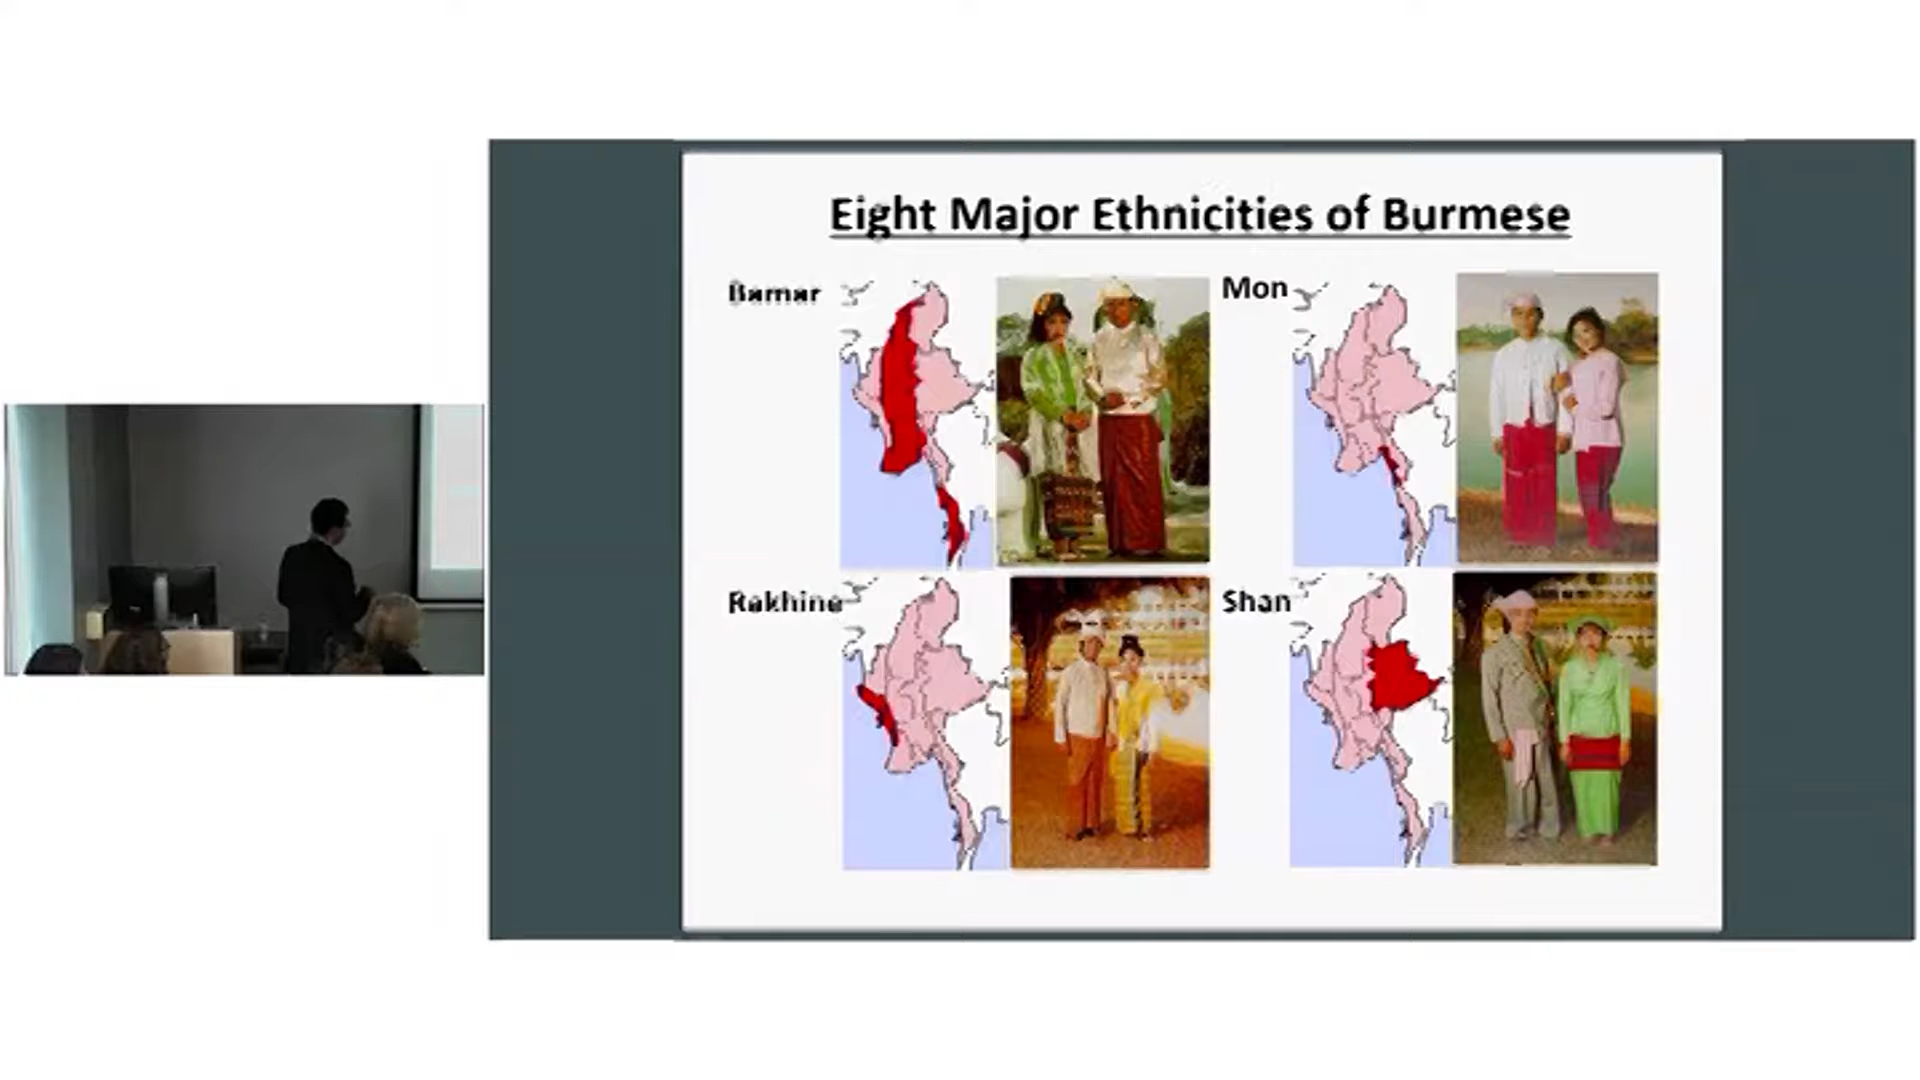 Eight Major Ethnicities of Burmese
Bamar
Mon
Rakhine
Shan